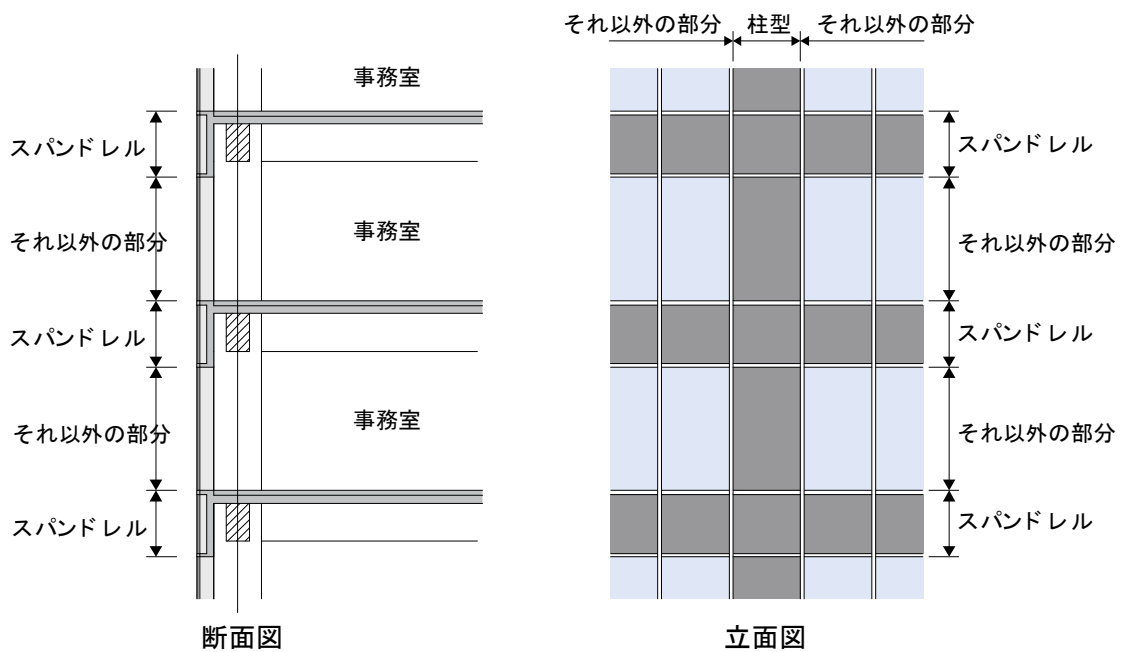 それ以外の部分 柱型 それ以外の部分
事務室
スパンドレル
それ以外の部分
事務室
スパンドレル
それ以外の部分
事務室
スパンドレル
断面図
スパンドレル
それ以外の部分
スパンドレル
それ以外の部分
スパンドレル
立面図